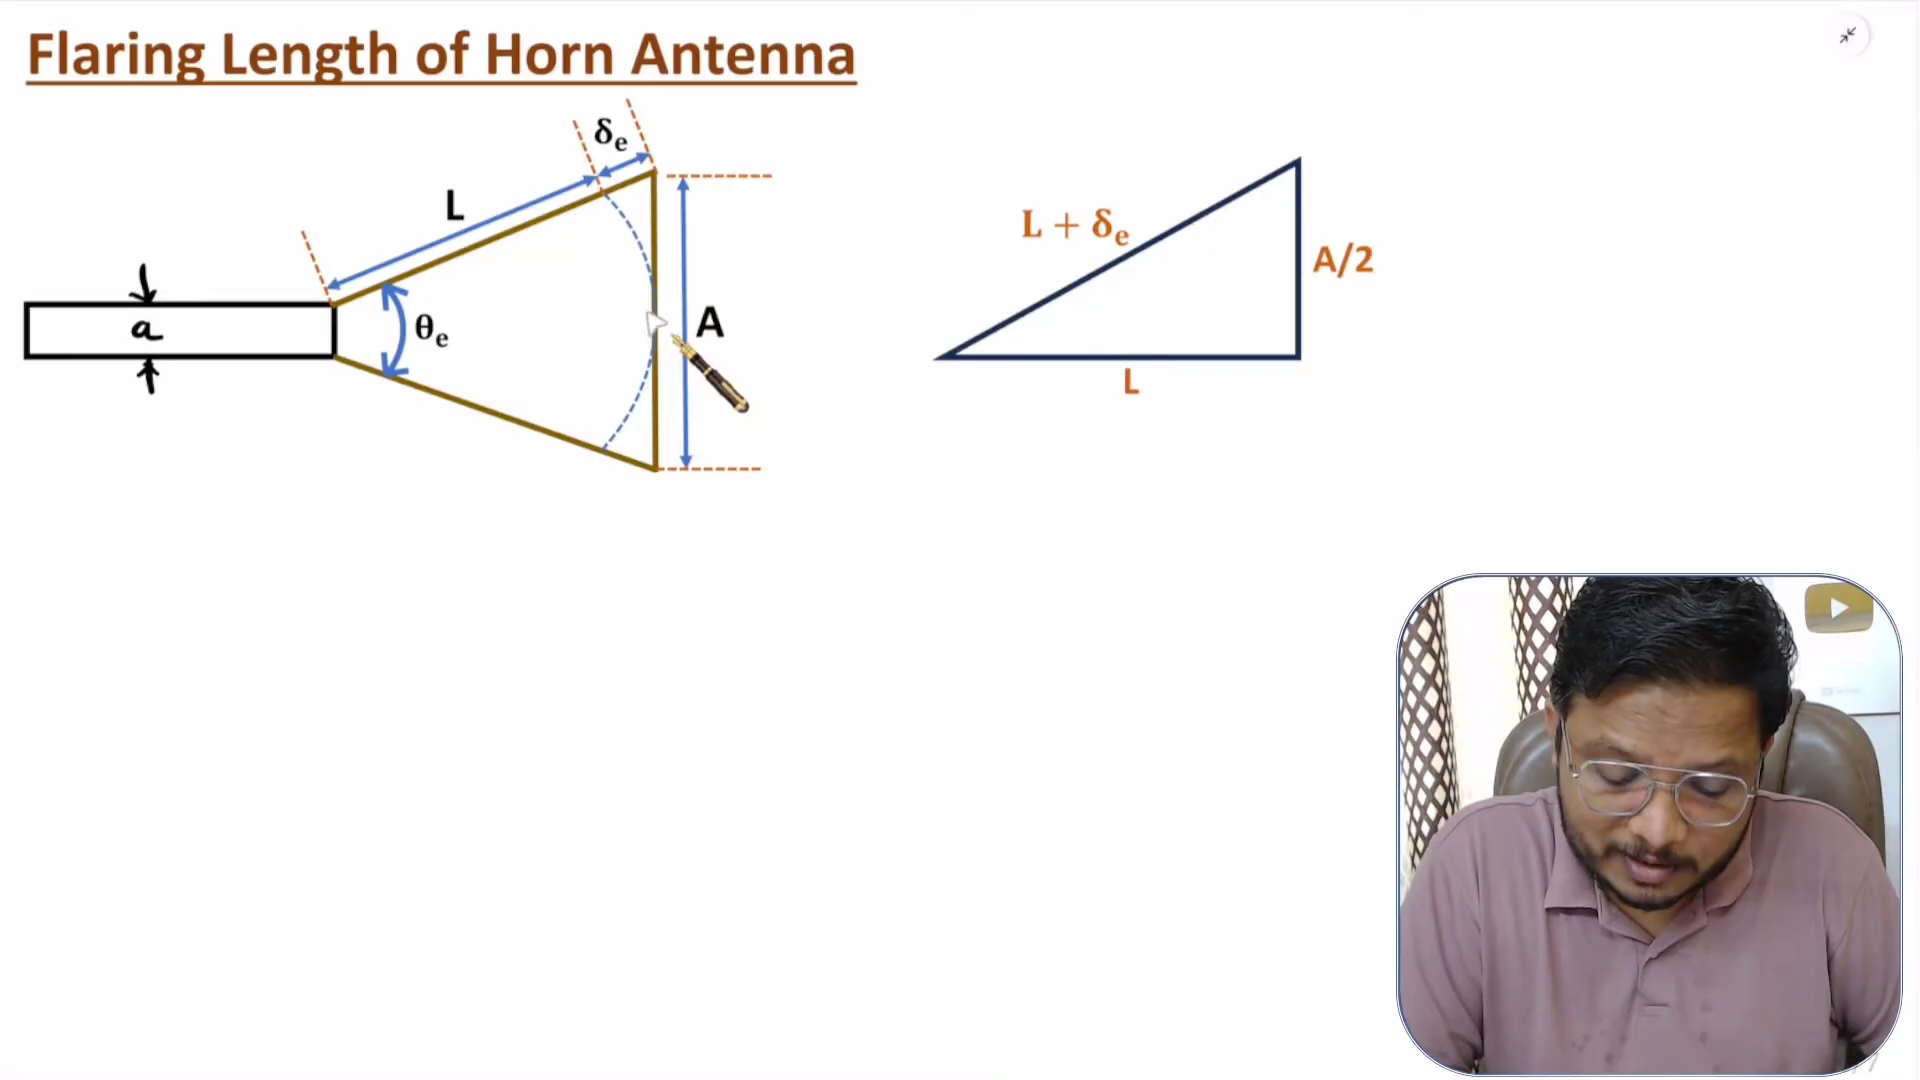 Flaring Length of Horn Antenna
δₑ
L
a
θₑ
A
L + δₑ
A/2
L